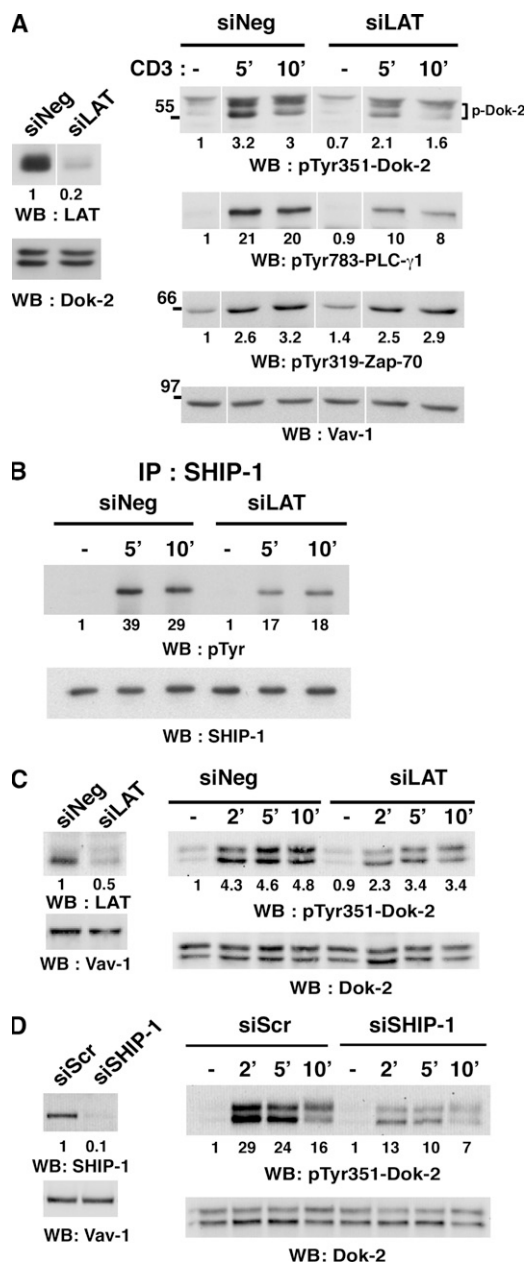 A
siNeg siLAT
CD3 : - 5’ 10’ - 5’ 10’
siNeg siLAT
55
p-Dok-2
1 3.2 3 0.7 2.1 1.6
WB : pTyr351-Dok-2
1 0.2
WB : LAT
1 21 20 0.9 10 8
WB: pTyr783-PLC-γ1
WB : Dok-2
66
1 2.6 3.2 1.4 2.5 2.9
WB: pTyr319-Zap-70
97
WB : Vav-1
B
IP : SHIP-1
siNeg siLAT
- 5’ 10’ - 5’ 10’
1 39 29 1 17 18
WB : pTyr
WB : SHIP-1
C
siNeg siLAT
siNeg siLAT
- 2’ 5’ 10’ - 2’ 5’ 10’
1 0.5
WB : LAT
1 4.3 4.6 4.8 0.9 2.3 3.4 3.4
WB : pTyr351-Dok-2
WB : Vav-1
WB : Dok-2
D
siScr siSHIP-1
siScr siSHIP-1
- 2’ 5’ 10’ - 2’ 5’ 10’
1 0.1
WB: SHIP-1
1 29 24 16 1 13 10 7
WB: pTyr351-Dok-2
WB: Vav-1
WB: Dok-2